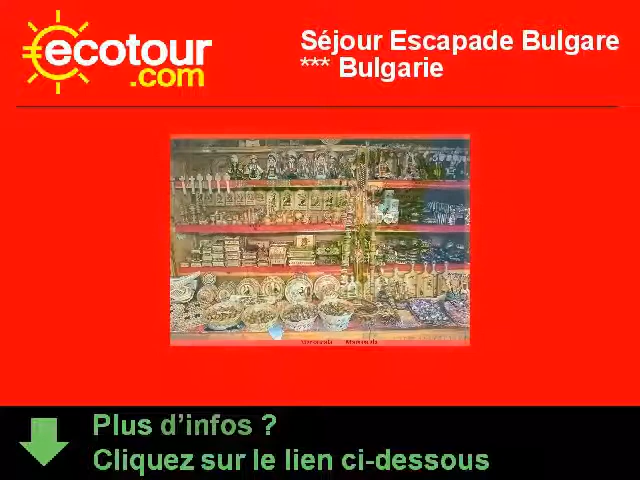 ecotour
.com
Séjour Escapade Bulgare
*** Bulgarie
Plus d'infos ?
Cliquez sur le lien ci-dessous